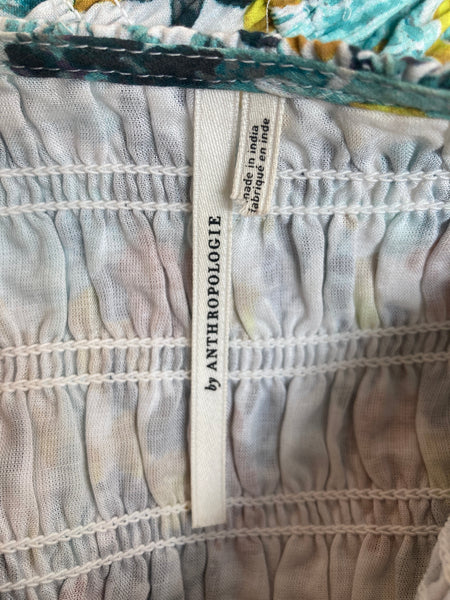 by ANTHROPOLOGIE
made in india
fabriqué en inde